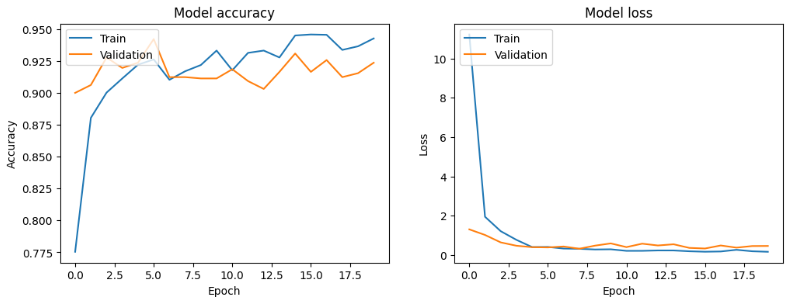 Model accuracy
Train
Validation
0.950
0.925
0.900
0.875
0.850
0.825
0.800
0.775
Accuracy
0.0 2.5 5.0 7.5 10.0 12.5 15.0 17.5
Epoch
Model loss
Train
Validation
10
8
6
4
2
0
Loss
0.0 2.5 5.0 7.5 10.0 12.5 15.0 17.5
Epoch